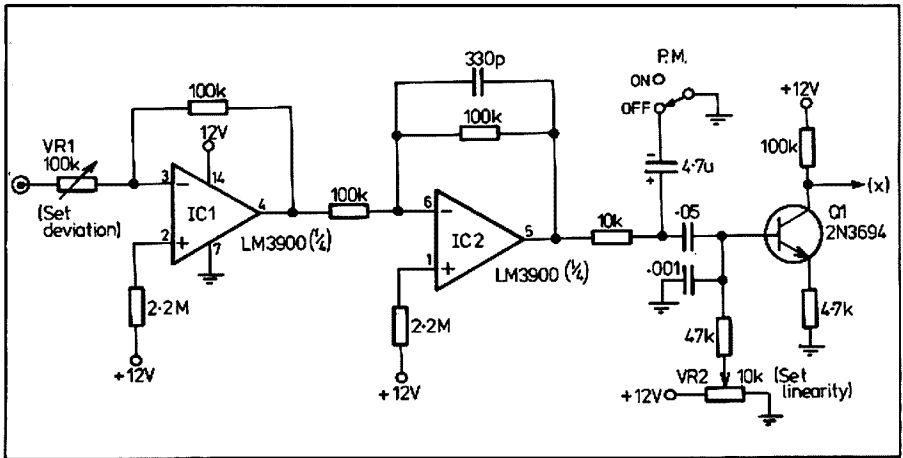 330p
P.M.
ON
OFF
+12V
100k
12V
100k
100k
VR1
100k
(Set
deviation)
3
−
14
4
IC1
2
+
7
LM3900 (¼)
100k
6
−
5
IC2
1
+
LM3900 (¼)
−
4.7u
+
10k
.05
.001
(x)
Q1
2N3694
2·2M
+12V
2·2M
+12V
47k
4.7k
VR2
10k
(Set
linearity)
+12V